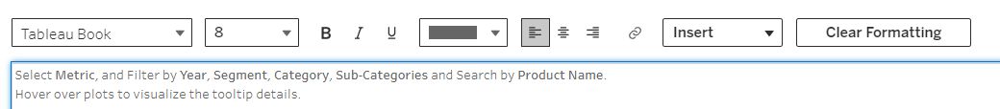 Tableau Book 8 B I U Insert Clear Formatting
Select Metric, and Filter by Year, Segment, Category, Sub-Categories and Search by Product Name.
Hover over plots to visualize the tooltip details.